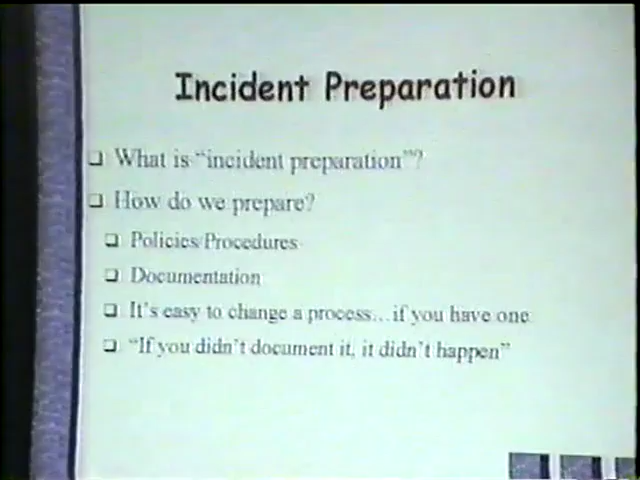 Incident Preparation
What is “incident preparation”?
How do we prepare?
Policies/Procedures
Documentation
It’s easy to change a process…if you have one
“If you didn’t document it, it didn’t happen”